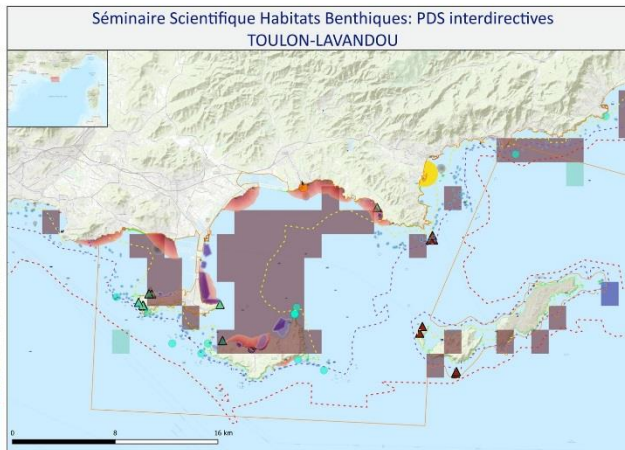 Séminaire Scientifique Habitats Benthiques: PDS interdirectives
TOULON-LAVANDOU
0 8 16 km